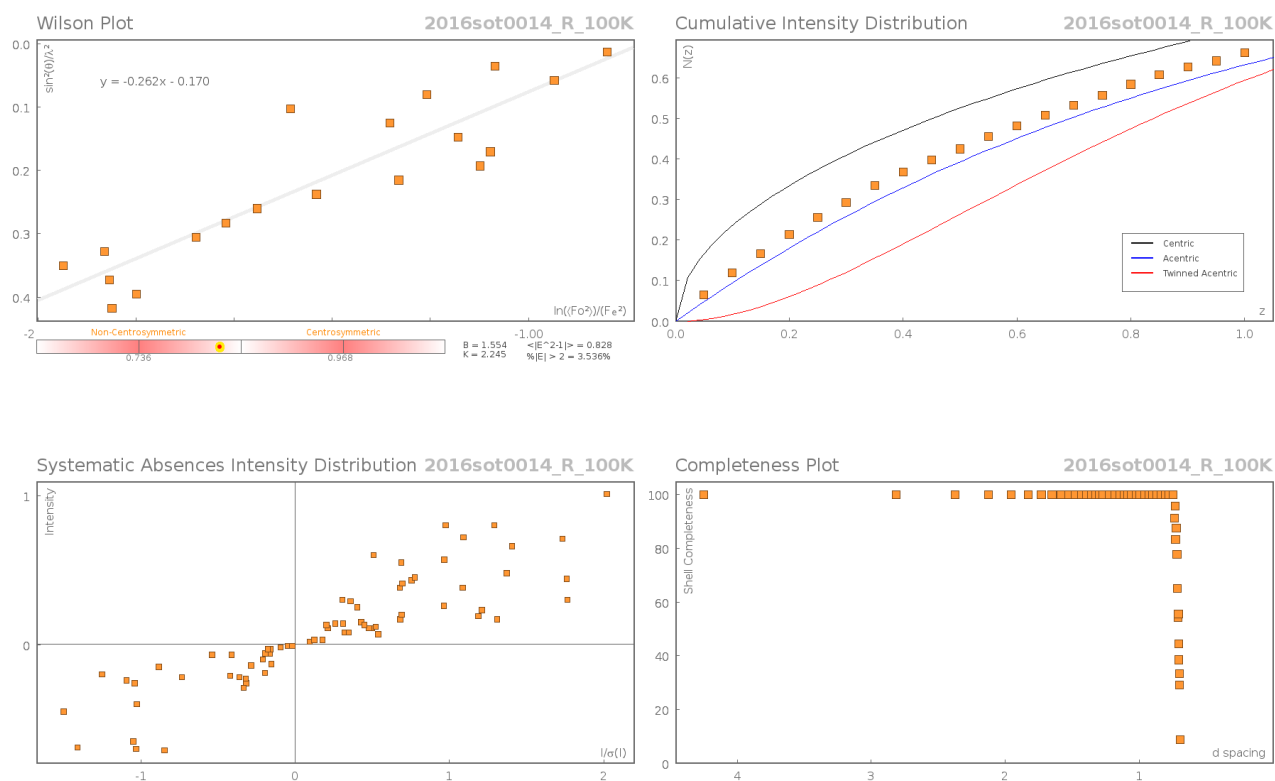 Wilson Plot 2016sot0014_R_100K
sin²(θ)/λ²
y = -0.262x - 0.170
0.0
0.1
0.2
0.3
0.4
ln(⟨Fo²⟩)/(Fe²)
-2 -1.00
Non-Centrosymmetric Centrosymmetric
0.736 0.968
B = 1.554 <|E^2-1|> = 0.828
K = 2.245 %|E| > 2 = 3.536%
Cumulative Intensity Distribution 2016sot0014_R_100K
N(z)
0.6
0.5
0.4
0.3
0.2
0.1
0.0
Centric
Acentric
Twinned Acentric
z
0.0 0.2 0.4 0.6 0.8 1.0
Systematic Absences Intensity Distribution 2016sot0014_R_100K
Intensity
1
0
I/σ(I)
-1 0 1 2
Completeness Plot 2016sot0014_R_100K
Shell Completeness
100
80
60
40
20
0
d spacing
4 3 2 1